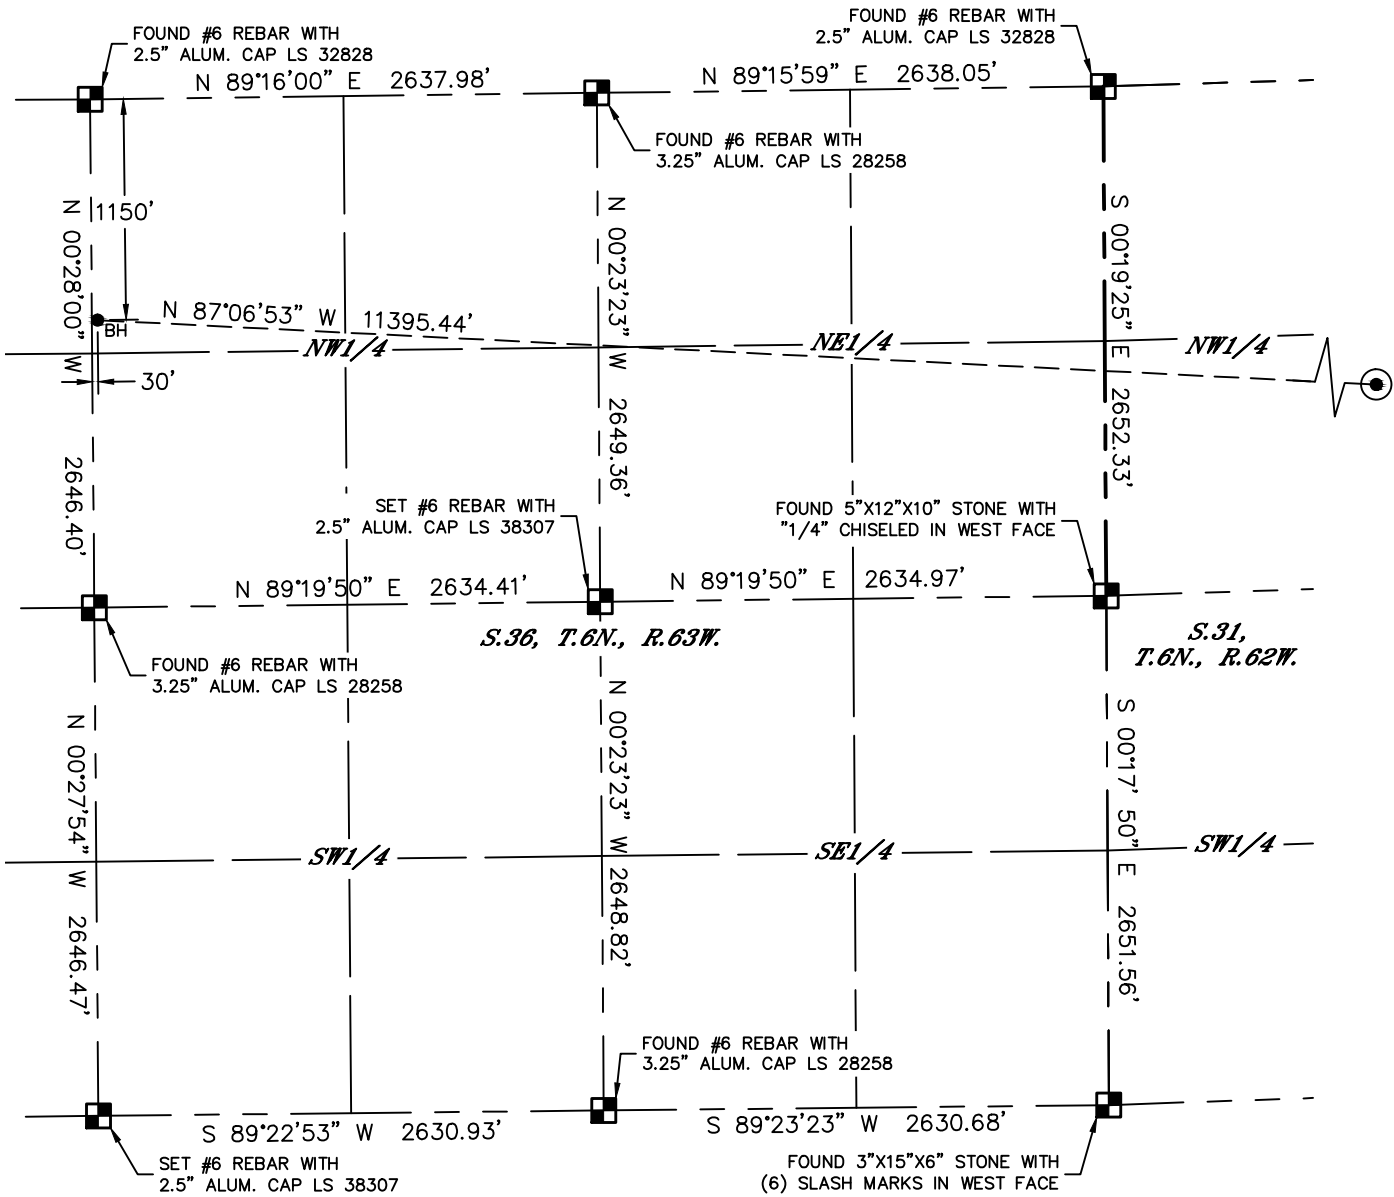 FOUND #6 REBAR WITH
2.5" ALUM. CAP LS 32828
FOUND #6 REBAR WITH
2.5" ALUM. CAP LS 32828
N 89°16'00" E 2637.98'
N 89°15'59" E 2638.05'
FOUND #6 REBAR WITH
3.25" ALUM. CAP LS 28258
1150'
N 00°28'00" W 2646.40'
N 00°23'23" W 2649.36'
S 00°19'25" E 2652.33'
N 87°06'53" W 11395.44'
BH
NW1/4
NE1/4
NW1/4
30'
SET #6 REBAR WITH
2.5" ALUM. CAP LS 38307
FOUND 5"X12"X10" STONE WITH
"1/4" CHISELED IN WEST FACE
N 89°19'50" E 2634.41'
N 89°19'50" E 2634.97'
S.36, T.6N., R.63W.
S.31,
T.6N., R.62W.
FOUND #6 REBAR WITH
3.25" ALUM. CAP LS 28258
N 00°27'54" W 2646.47'
N 00°23'23" W 2648.82'
S 00°17' 50" E 2651.56'
SW1/4
SE1/4
SW1/4
FOUND #6 REBAR WITH
3.25" ALUM. CAP LS 28258
S 89°22'53" W 2630.93'
S 89°23'23" W 2630.68'
SET #6 REBAR WITH
2.5" ALUM. CAP LS 38307
FOUND 3"X15"X6" STONE WITH
(6) SLASH MARKS IN WEST FACE